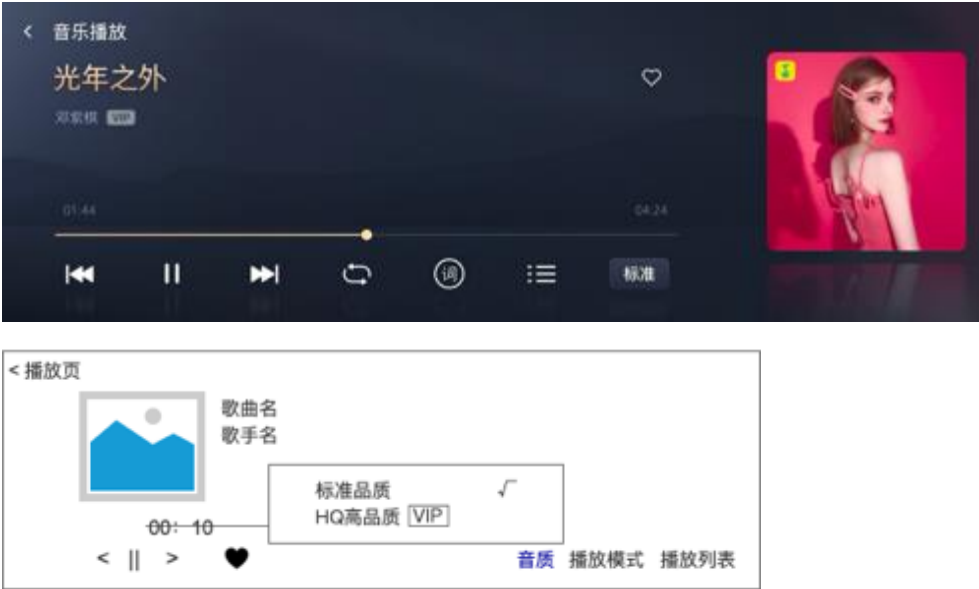 音乐播放
光年之外
邓紫棋 VIP
01:44 04:24
词 标准
< 播放页
歌曲名
歌手名
标准品质 √
HQ高品质 VIP
00: 10
< || >
音质 播放模式 播放列表